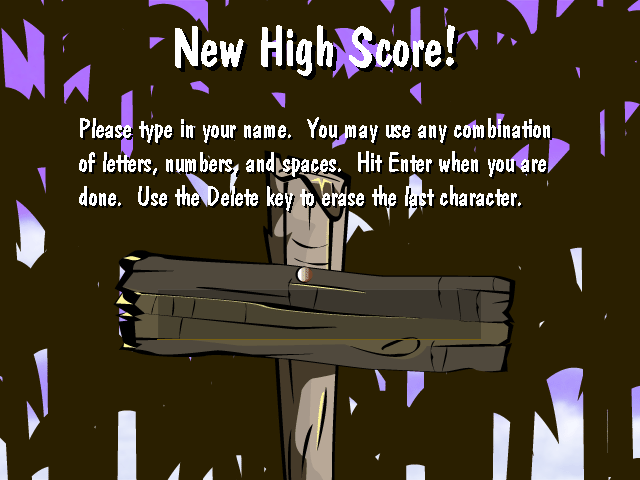 New High Score!
Please type in your name.  You may use any combination
of letters, numbers, and spaces.  Hit Enter when you are
done.  Use the Delete key to erase the last character.